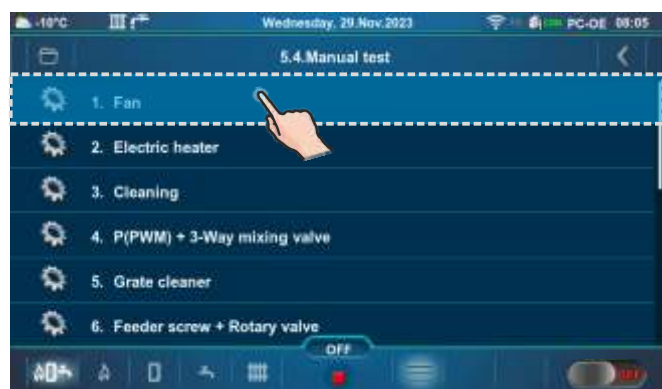 -10°C Wednesday, 29.Nov.2023 PC-OE 08:05
5.4.Manual test
1. Fan
2. Electric heater
3. Cleaning
4. P(PWM) + 3-Way mixing valve
5. Grate cleaner
6. Feeder screw + Rotary valve
OFF
OFF